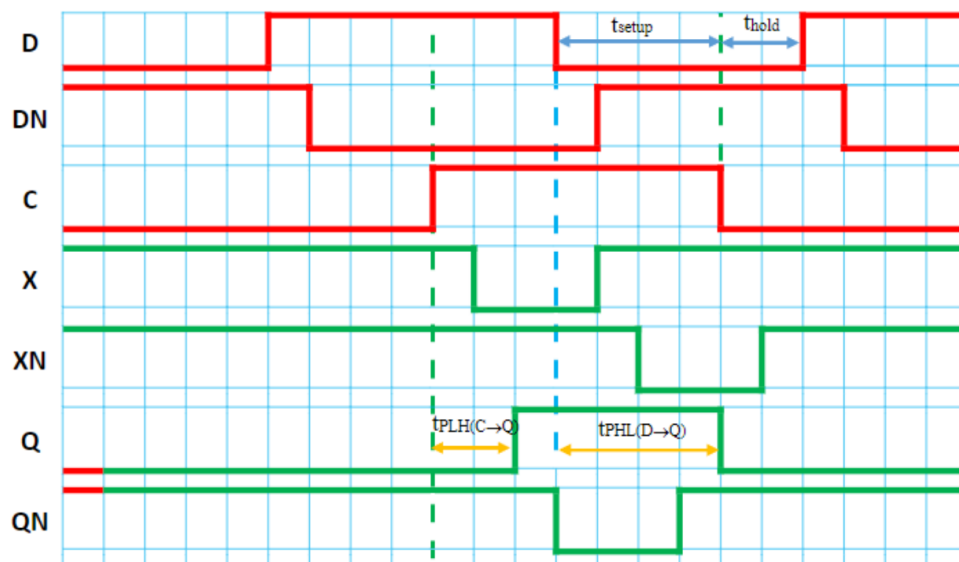 D
tsetup
thold
DN
C
X
XN
Q
tPLH(C→Q)
tPHL(D→Q)
QN